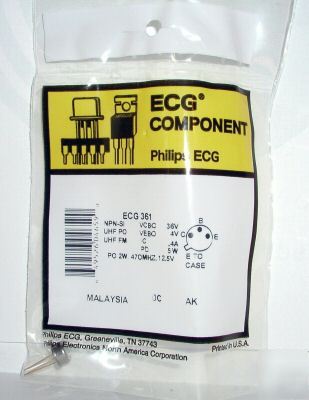 ECG®
COMPONENT
Philips ECG
ECG 361
NPN-SI VCBO 36V
UHF PO VEBO 4V
UHF FM IC .4A
PD 5W
PO 2W, 470MHZ, 12.5V
B
C E
E TO
CASE
MALAYSIA AK
Philips ECG, Greeneville, TN 37743
Philips Electronics North America Corporation
Printed in U.S.A.